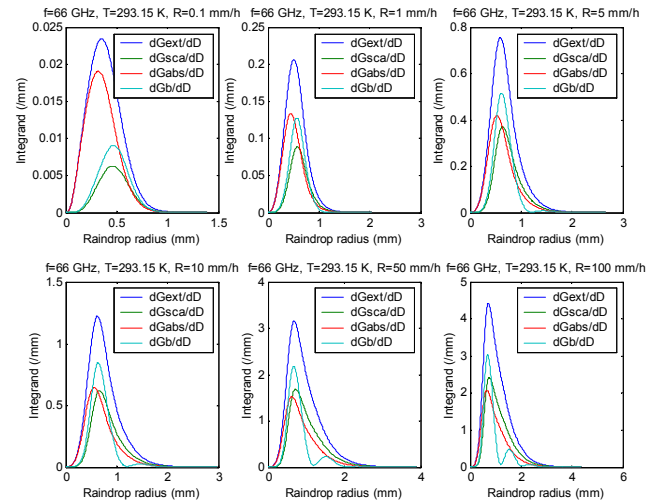 f=66 GHz, T=293.15 K, R=0.1 mm/h
0.025
0.02
0.015
0.01
0.005
0
0
0.5
1
1.5
Integrand (/mm)
Raindrop radius (mm)
dGext/dD
dGsca/dD
dGabs/dD
dGb/dD
f=66 GHz, T=293.15 K, R=1 mm/h
0.25
0.2
0.15
0.1
0.05
0
0
1
2
3
Integrand (/mm)
Raindrop radius (mm)
dGext/dD
dGsca/dD
dGabs/dD
dGb/dD
f=66 GHz, T=293.15 K, R=5 mm/h
0.8
0.6
0.4
0.2
0
0
1
2
3
Integrand (/mm)
Raindrop radius (mm)
dGext/dD
dGsca/dD
dGabs/dD
dGb/dD
f=66 GHz, T=293.15 K, R=10 mm/h
1.5
1
0.5
0
0
1
2
3
Integrand (/mm)
Raindrop radius (mm)
dGext/dD
dGsca/dD
dGabs/dD
dGb/dD
f=66 GHz, T=293.15 K, R=50 mm/h
4
3
2
1
0
0
1
2
3
4
Integrand (/mm)
Raindrop radius (mm)
dGext/dD
dGsca/dD
dGabs/dD
dGb/dD
f=66 GHz, T=293.15 K, R=100 mm/h
5
4
3
2
1
0
0
2
4
6
Integrand (/mm)
Raindrop radius (mm)
dGext/dD
dGsca/dD
dGabs/dD
dGb/dD